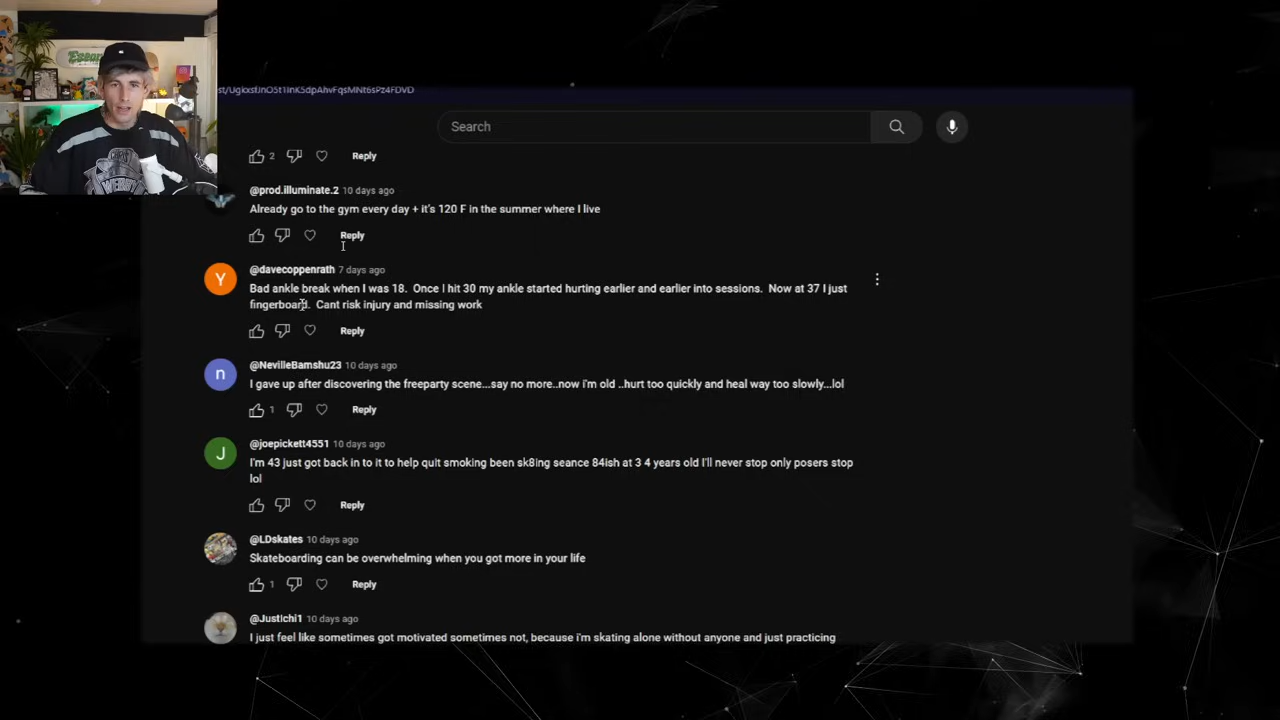 Search
2
Reply
@prod.illuminate.2 10 days ago
Already go to the gym every day + it's 120 F in the summer where I live
Reply
@davecoppenrath 7 days ago
Bad ankle break when I was 18. Once I hit 30 my ankle started hurting earlier and earlier into sessions. Now at 37 I just
fingerboard. Cant risk injury and missing work
Reply
@NevilleBamshu23 10 days ago
I gave up after discovering the freeparty scene...say no more..now i'm old ..hurt too quickly and heal way too slowly...lol
1
Reply
@joepickett4551 10 days ago
I'm 43 just got back in to it to help quit smoking been sk8ing seance 84ish at 3 4 years old I'll never stop only posers stop
lol
Reply
@LDskates 10 days ago
Skateboarding can be overwhelming when you got more in your life
1
Reply
@JustIchi1 10 days ago
I just feel like sometimes got motivated sometimes not, because i'm skating alone without anyone and just practicing
Y
n
J